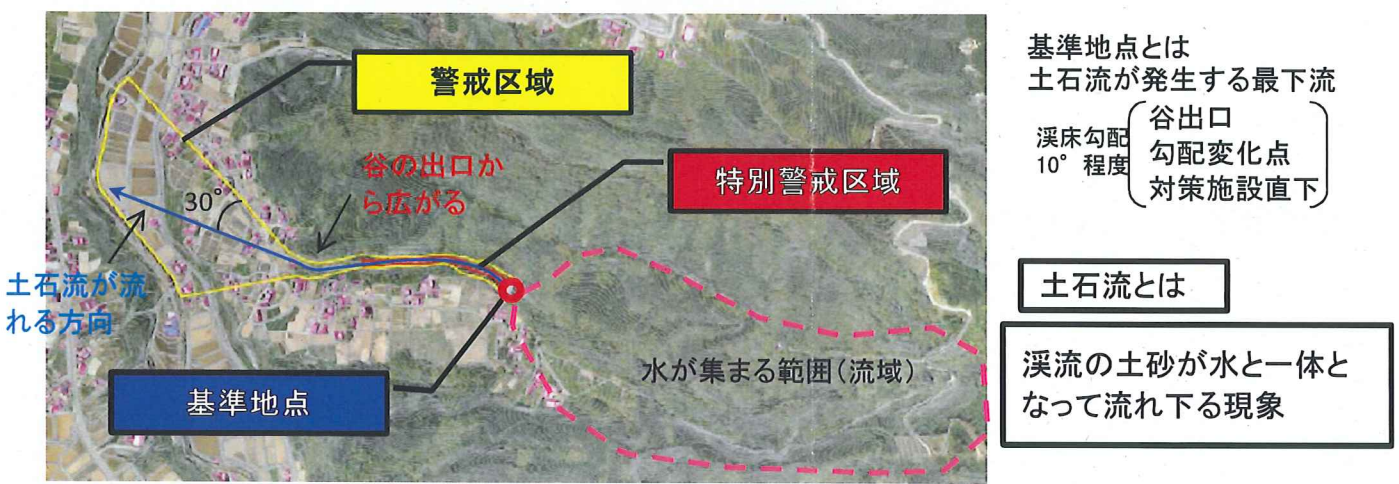 警戒区域
谷の出口か
ら広がる
30°
特別警戒区域
土石流が流
れる方向
基準地点
水が集まる範囲(流域)
基準地点とは
土石流が発生する最下流
渓床勾配
10° 程度
谷出口
勾配変化点
対策施設直下
土石流とは
渓流の土砂が水と一体と
なって流れ下る現象